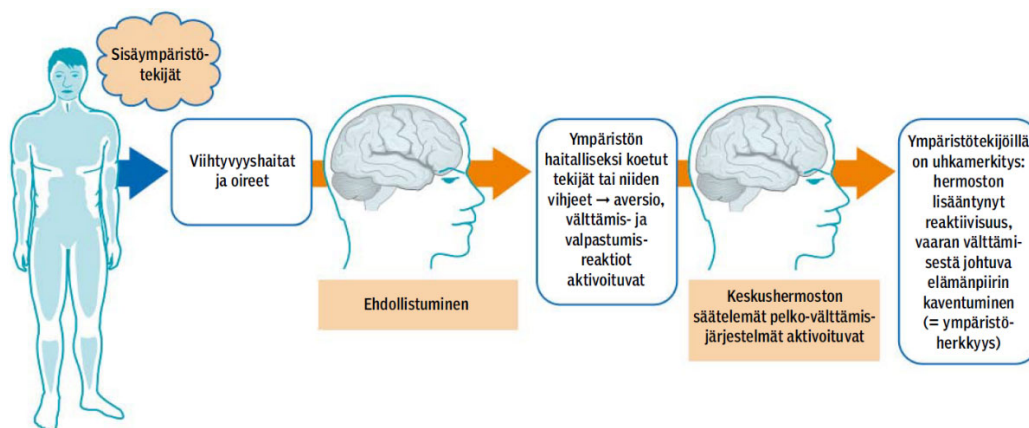 Sisäympäristö-
tekijät
Viihtyvyyshaitat
ja oireet
Ehdollistuminen
Ympäristön
haitalliseksi koetut
tekijät tai niiden
vihjeet → aversio,
välttämis- ja
valpastumis-
reaktiot
aktivoituvat
Keskushermoston
säätelemät pelko-välttämis-
järjestelmät aktivoituvat
Ympäristötekijöillä
on uhkamerkitys:
hermoston
lisääntynyt
reaktiivisuus,
vaaran välttämi-
sestä johtuva
elämänpiirin
kaventuminen
(= ympäristö-
herkkyys)